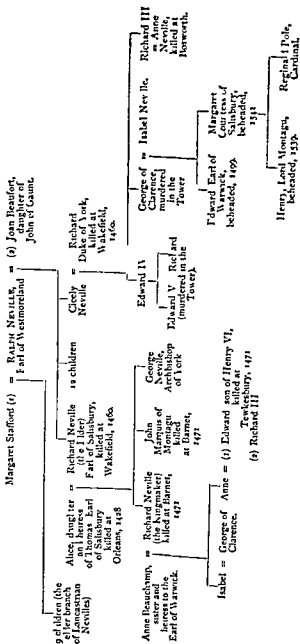 Margaret Stafford (1) = RALPH NEVILLE, = (2) Joan Beaufort,
Earl of Westmoreland daughter of
John of Gaunt.
9 children (the
elder branch
of Lancastrian
Nevilles)
Alice, daughter
and heiress
of Thomas Earl
of Salisbury
killed at
Orleans, 1428
= Richard Neville
(the elder)
Earl of Salisbury,
killed at
Wakefield, 1460.
12 children
Cicely
Neville
= Richard
Duke of York,
killed at
Wakefield,
1460.
Anne Beauchamp,
sister and
heiress to the
Earl of Warwick.
= Richard Neville
(the Kingmaker)
killed at Barnet,
1471
John
Marquis of
Montagu
killed
at Barnet,
1471
George
Neville,
Archbishop
of York
Edward IV
Edward V Richard
(murdered in the
Tower).
George of = Isabel Neville.
Clarence,
murdered
in the
Tower
Richard III
= Anne
Neville,
killed at
Bosworth.
Isabel = George of
Clarence.
Anne = (1) Edward son of Henry VI,
killed at
Tewkesbury, 1471
(2) Richard III
Edward Earl of
Warwick,
beheaded, 1499.
Margaret
Countess of
Salisbury,
beheaded,
1541
Henry, Lord Montagu,
beheaded, 1539.
Reginald Pole,
Cardinal.